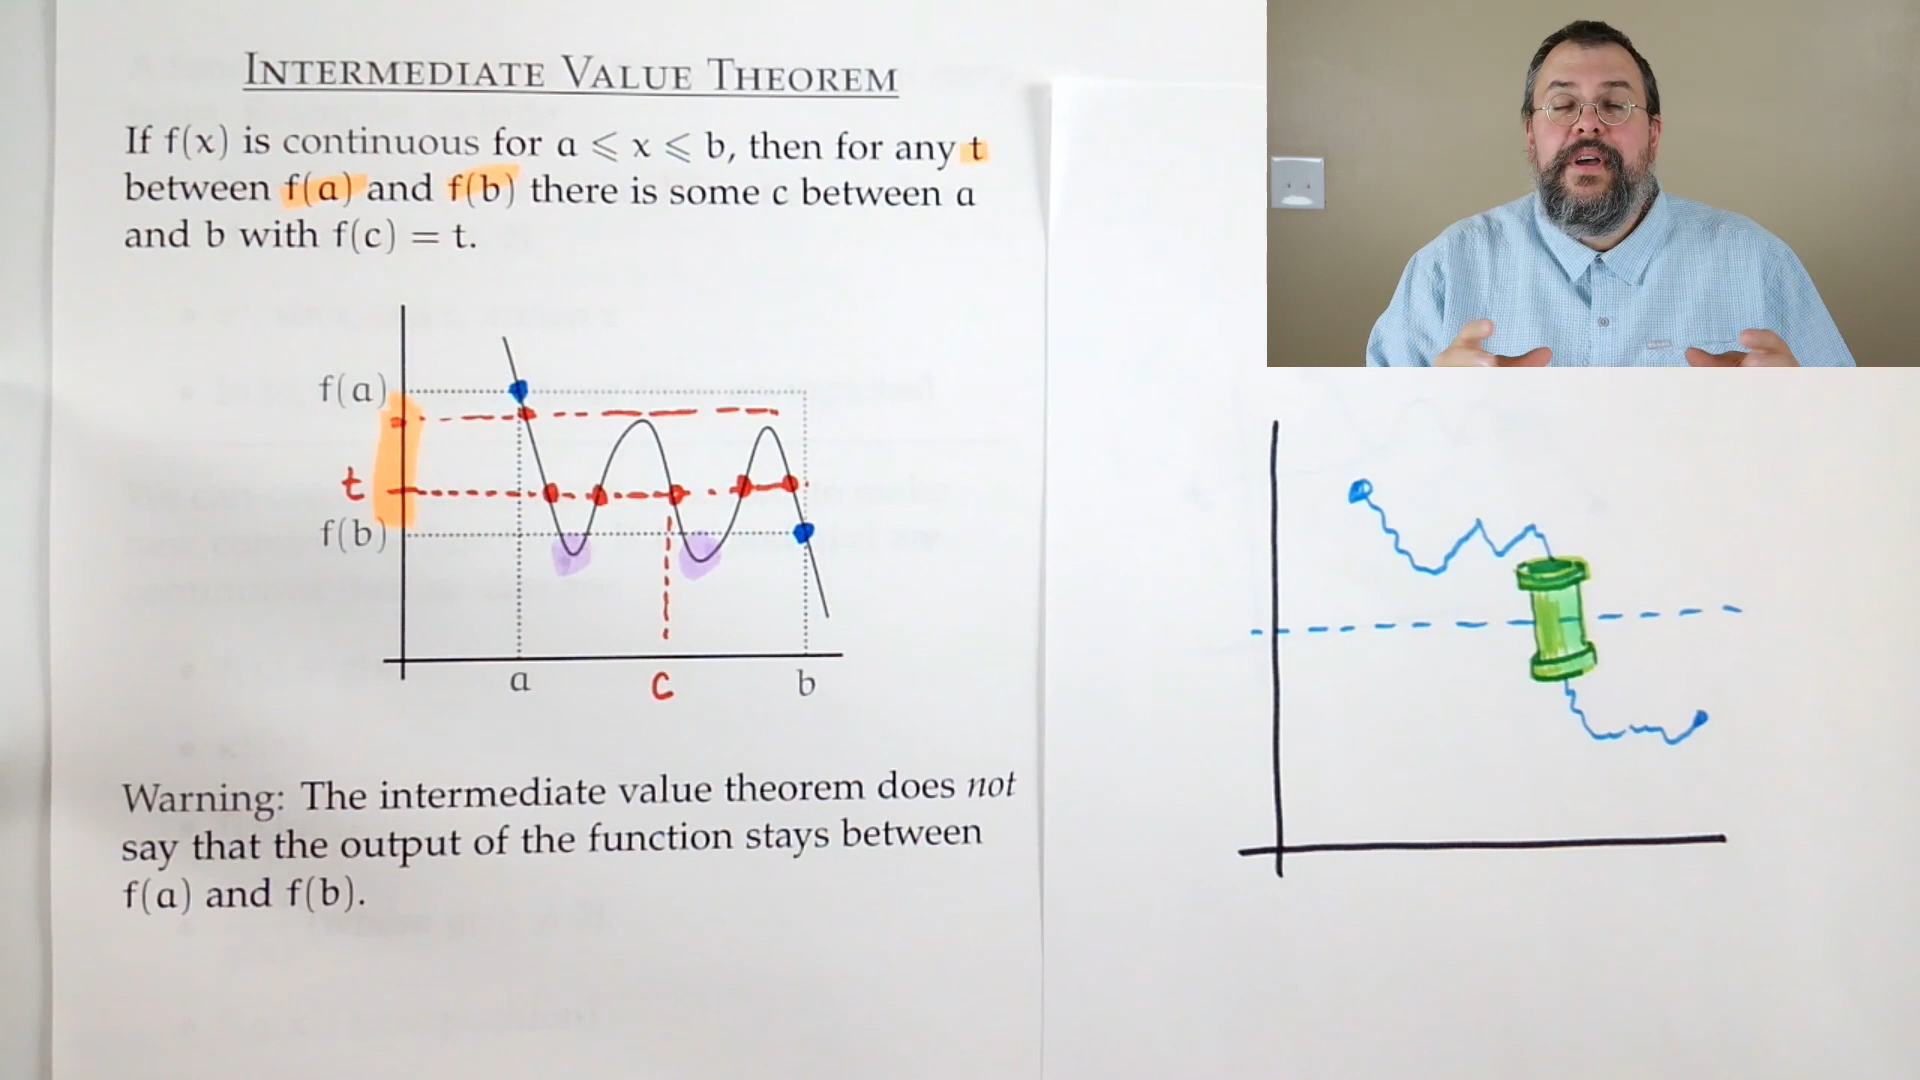 INTERMEDIATE VALUE THEOREM
If f(x) is continuous for a ⩽ x ⩽ b, then for any t
between f(a) and f(b) there is some c between a
and b with f(c) = t.
f(a)
t
f(b)
a
c
b
Warning: The intermediate value theorem does not
say that the output of the function stays between
f(a) and f(b).